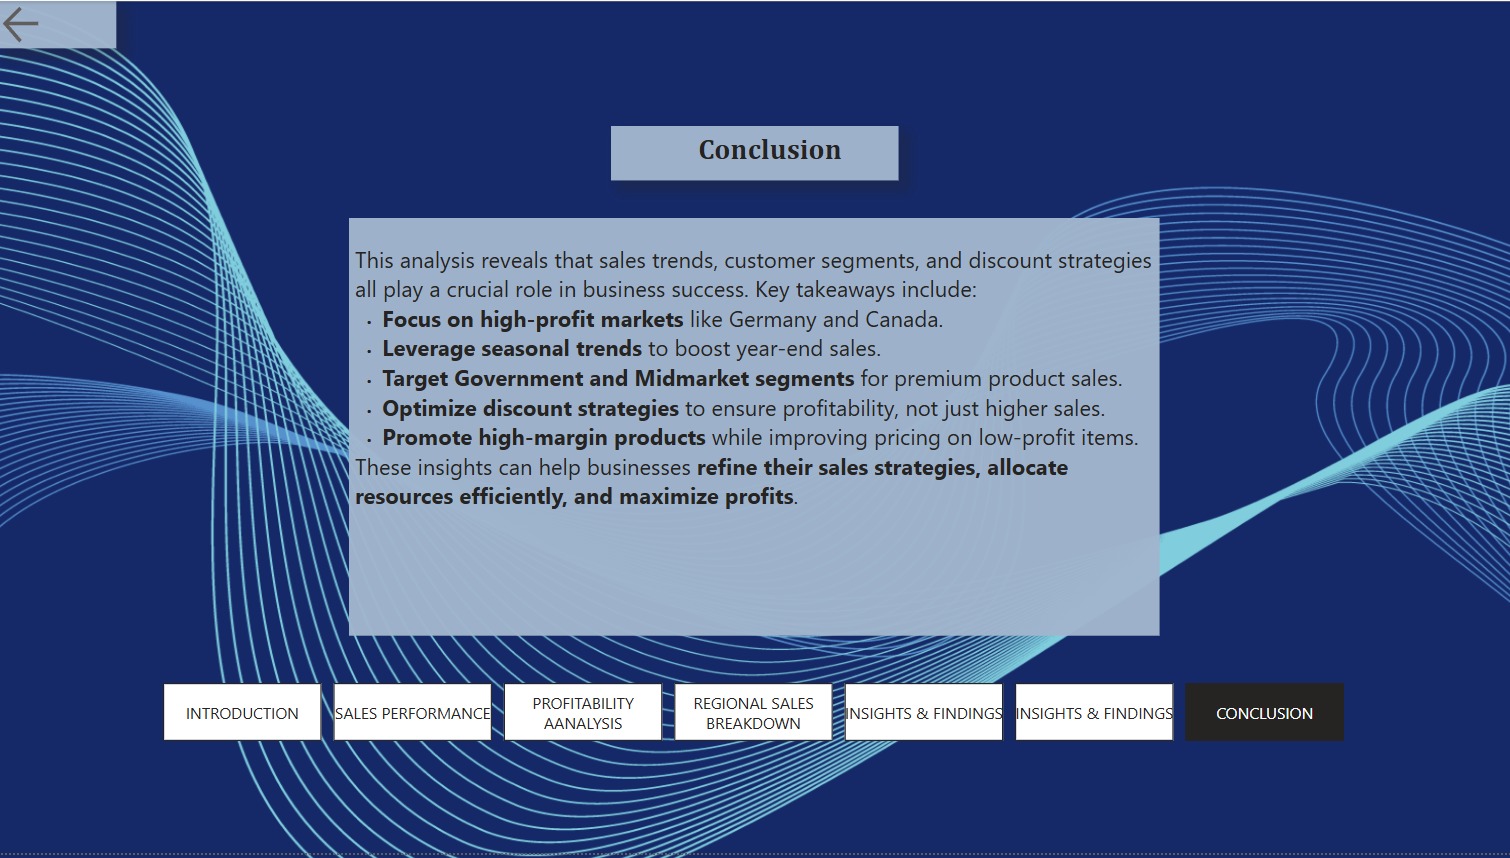 Conclusion
This analysis reveals that sales trends, customer segments, and discount strategies
all play a crucial role in business success. Key takeaways include:
· Focus on high-profit markets like Germany and Canada.
· Leverage seasonal trends to boost year-end sales.
· Target Government and Midmarket segments for premium product sales.
· Optimize discount strategies to ensure profitability, not just higher sales.
· Promote high-margin products while improving pricing on low-profit items.
These insights can help businesses refine their sales strategies, allocate
resources efficiently, and maximize profits.
INTRODUCTION
SALES PERFORMANCE
PROFITABILITY
AANALYSIS
REGIONAL SALES
BREAKDOWN
INSIGHTS & FINDINGS
INSIGHTS & FINDINGS
CONCLUSION